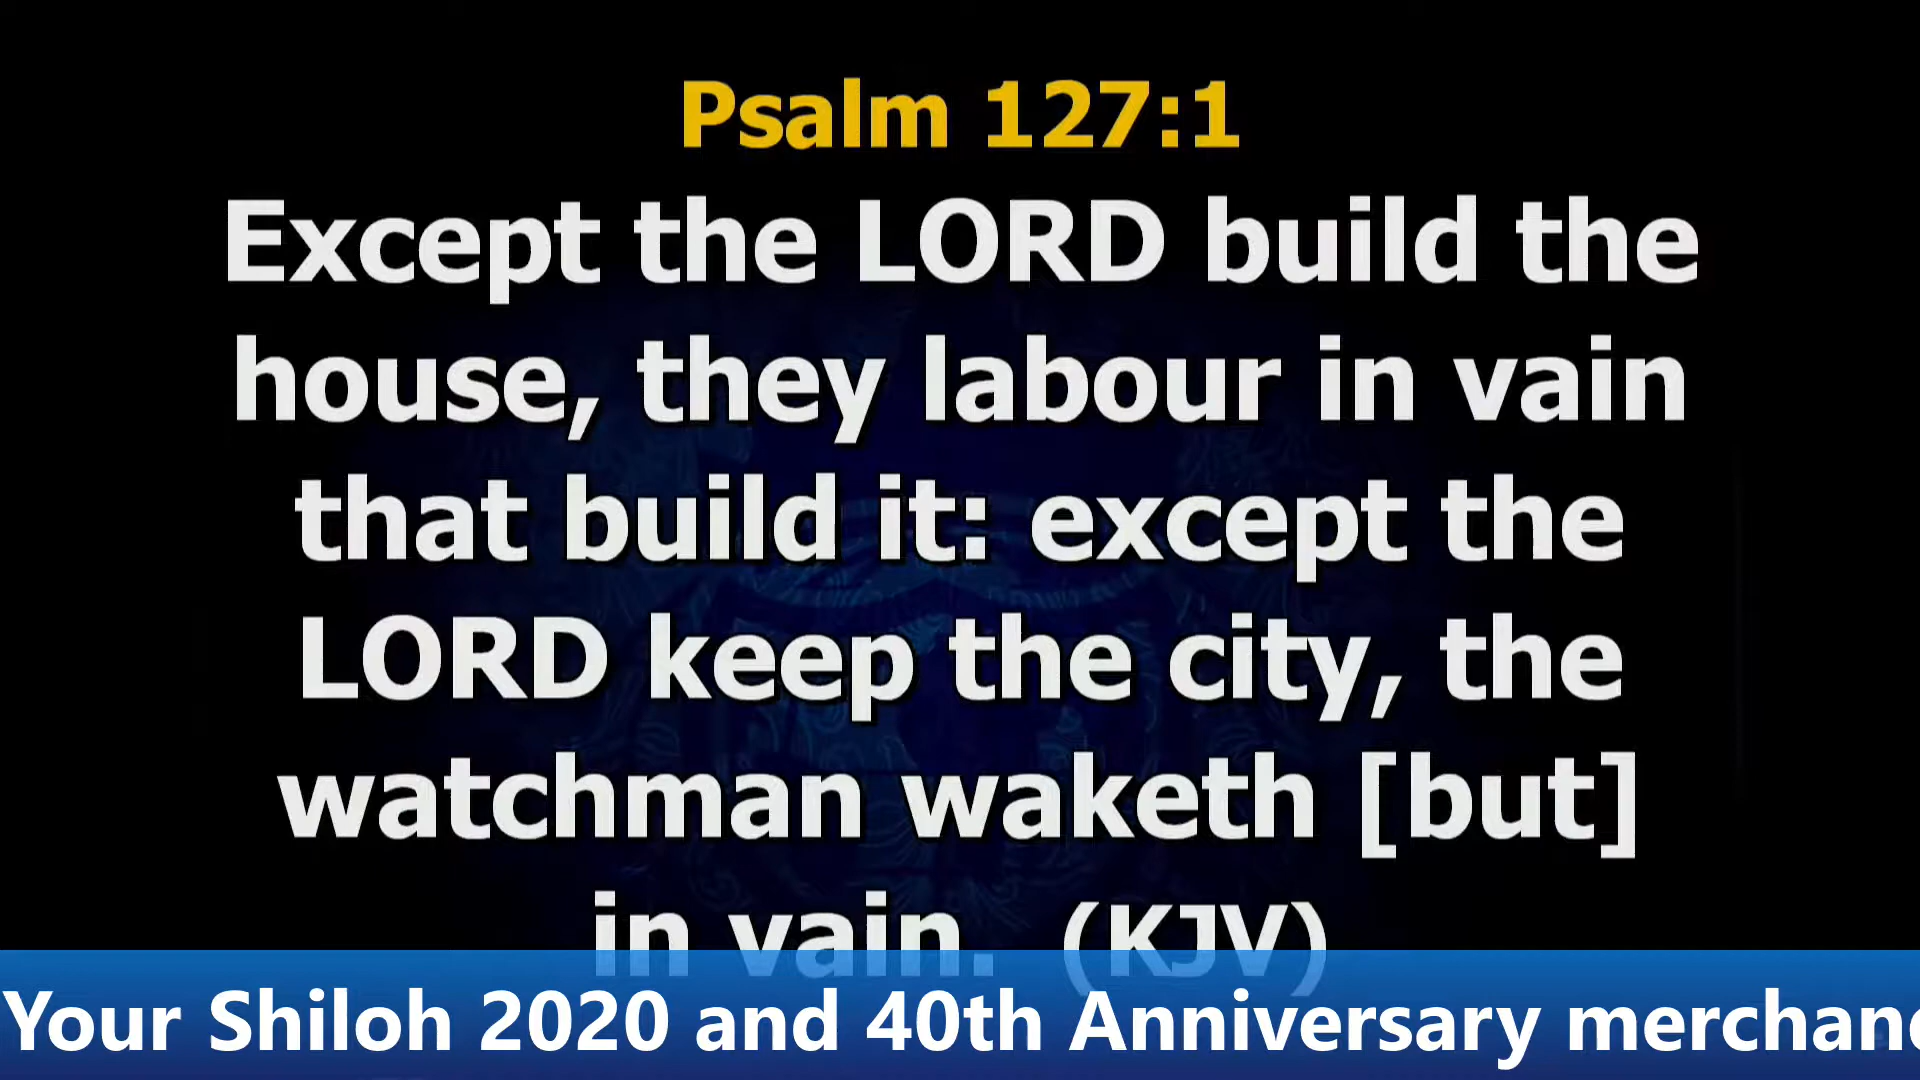 Psalm 127:1
Except the LORD build the
house, they labour in vain
that build it: except the
LORD keep the city, the
watchman waketh [but]
in vain. (KJV)
Your Shiloh 2020 and 40th Anniversary